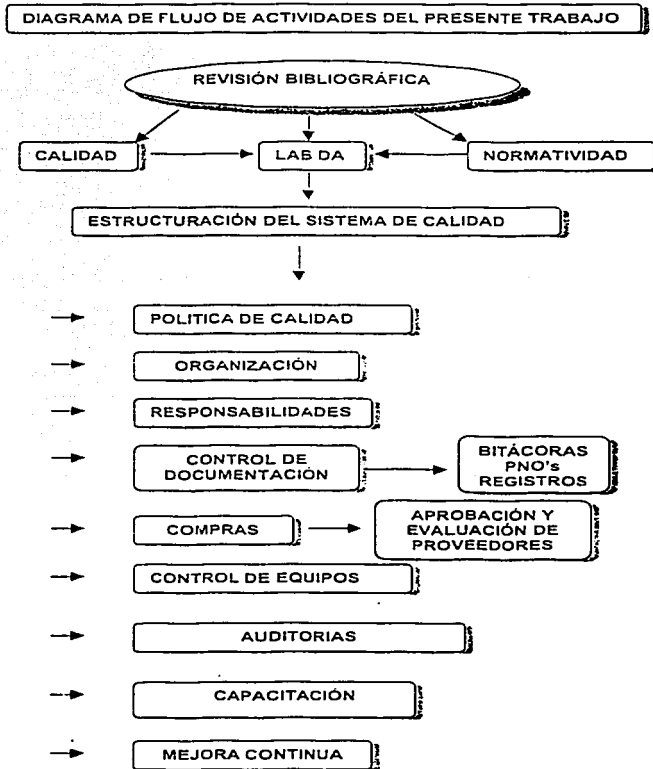 DIAGRAMA DE FLUJO DE ACTIVIDADES DEL PRESENTE TRABAJO
REVISIÓN BIBLIOGRÁFICA
CALIDAD
LAB DA
NORMATIVIDAD
ESTRUCTURACIÓN DEL SISTEMA DE CALIDAD
POLITICA DE CALIDAD
ORGANIZACIÓN
RESPONSABILIDADES
CONTROL DE
DOCUMENTACIÓN
BITÁCORAS
PNO's
REGISTROS
COMPRAS
APROBACIÓN Y
EVALUACIÓN DE
PROVEEDORES
CONTROL DE EQUIPOS
AUDITORIAS
CAPACITACIÓN
MEJORA CONTINUA